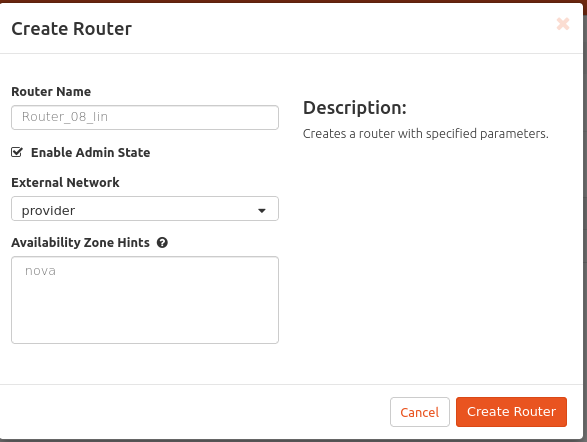 Create Router
Router Name
Router_08_lin
Enable Admin State
External Network
provider
Availability Zone Hints
nova
Description:
Creates a router with specified parameters.
Cancel
Create Router